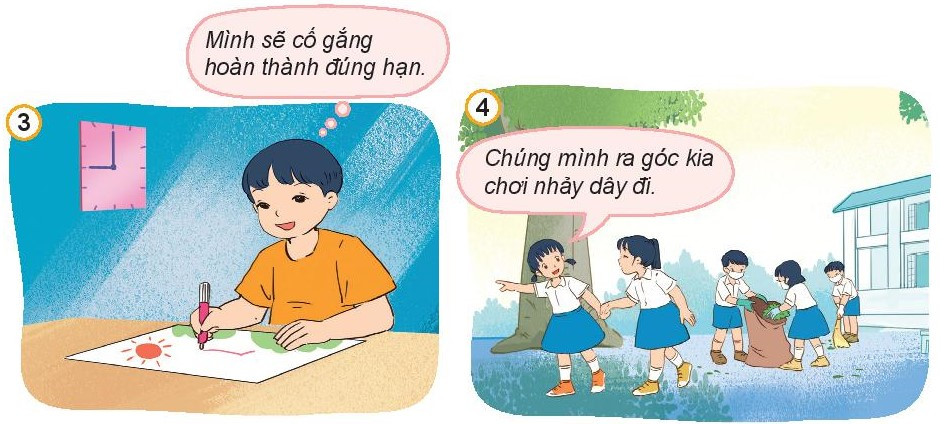 Mình sẽ cố gắng
hoàn thành đúng hạn.
3
4
Chúng mình ra góc kia
chơi nhảy dây đi.